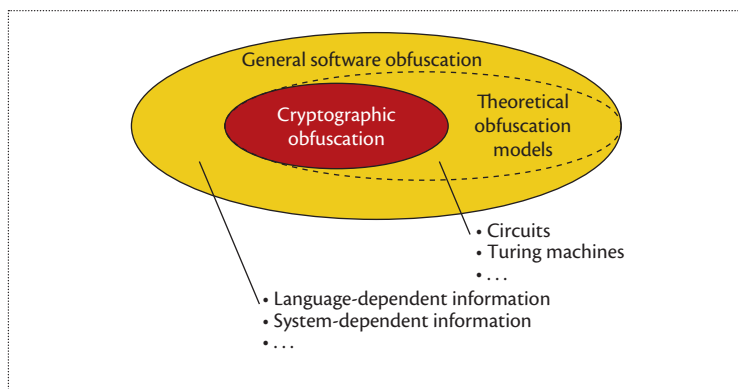 General software obfuscation
Cryptographic
obfuscation
Theoretical
obfuscation
models
• Circuits
• Turing machines
• . . .
• Language-dependent information
• System-dependent information
• . . .